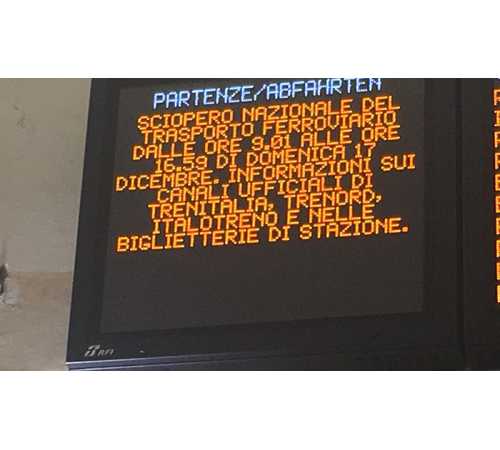 PARTENZE/ABFAHRTEN
SCIOPERO NAZIONALE DEL
TRASPORTO FERROVIARIO
DALLE ORE 9.01 ALLE ORE
16.59 DI DOMENICA 17
DICEMBRE. INFORMAZIONI SUI
CANALI UFFICIALI DI
TRENITALIA, TRENORD,
ITALOTRENO E NELLE
BIGLIETTERIE DI STAZIONE.
RFI